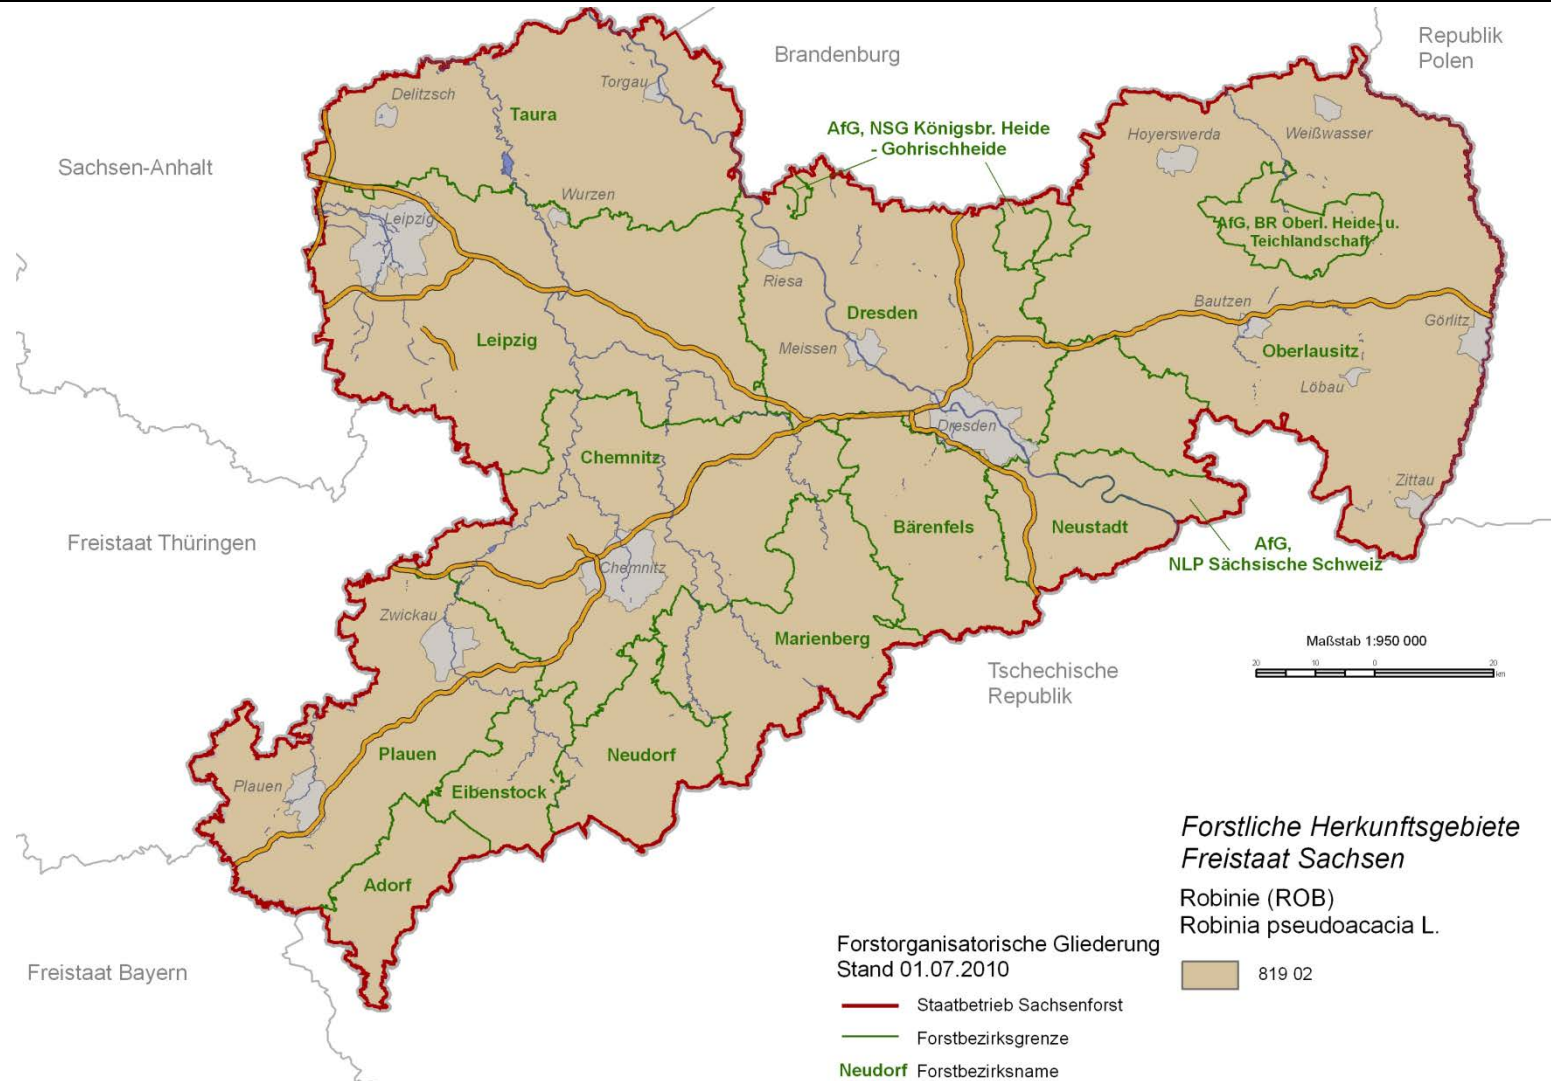 Brandenburg
Republik
Polen
Delitzsch
Torgau
Taura
AfG, NSG Königsbr. Heide
- Gohrischheide
Hoyerswerda
Weißwasser
Sachsen-Anhalt
Wurzen
Leipzig
AfG, BR Oberl. Heide- u.
Teichlandschaft
Riesa
Bautzen
Dresden
Görlitz
Leipzig
Meissen
Oberlausitz
Löbau
Dresden
Chemnitz
Zittau
Bärenfels
Neustadt
Freistaat Thüringen
AfG,
NLP Sächsische Schweiz
Chemnitz
Zwickau
Marienberg
Maßstab 1:950 000
20 10 0 20
km
Tschechische
Republik
Plauen
Neudorf
Plauen
Eibenstock
Adorf
Freistaat Bayern
Forstliche Herkunftsgebiete
Freistaat Sachsen
Robinie (ROB)
Robinia pseudoacacia L.
819 02
Forstorganisatorische Gliederung
Stand 01.07.2010
Staatbetrieb Sachsenforst
Forstbezirksgrenze
Neudorf Forstbezirksname